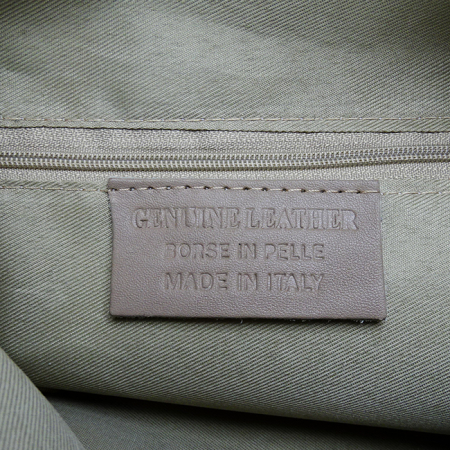 GENUINE LEATHER
BORSE IN PELLE
MADE IN ITALY